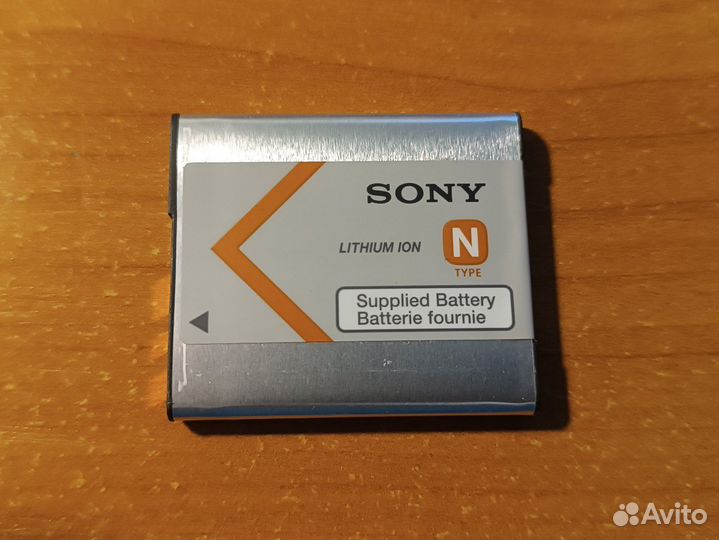 SONY
LITHIUM ION
N
TYPE
Supplied Battery
Batterie fournie
Avito